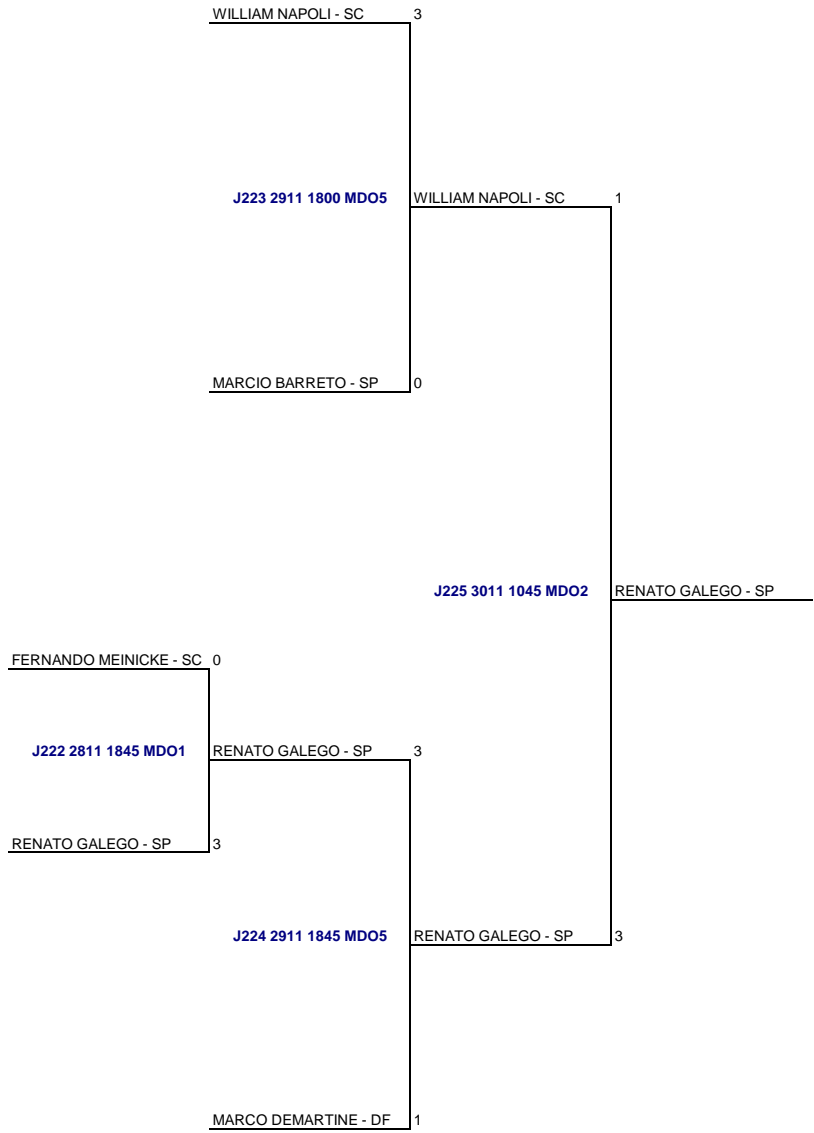 WILLIAM NAPOLI - SC 3
J223 2911 1800 MDO5 WILLIAM NAPOLI - SC 1
MARCIO BARRETO - SP 0
J225 3011 1045 MDO2 RENATO GALEGO - SP
FERNANDO MEINICKE - SC 0
J222 2811 1845 MDO1 RENATO GALEGO - SP 3
RENATO GALEGO - SP 3
J224 2911 1845 MDO5 RENATO GALEGO - SP 3
MARCO DEMARTINE - DF 1